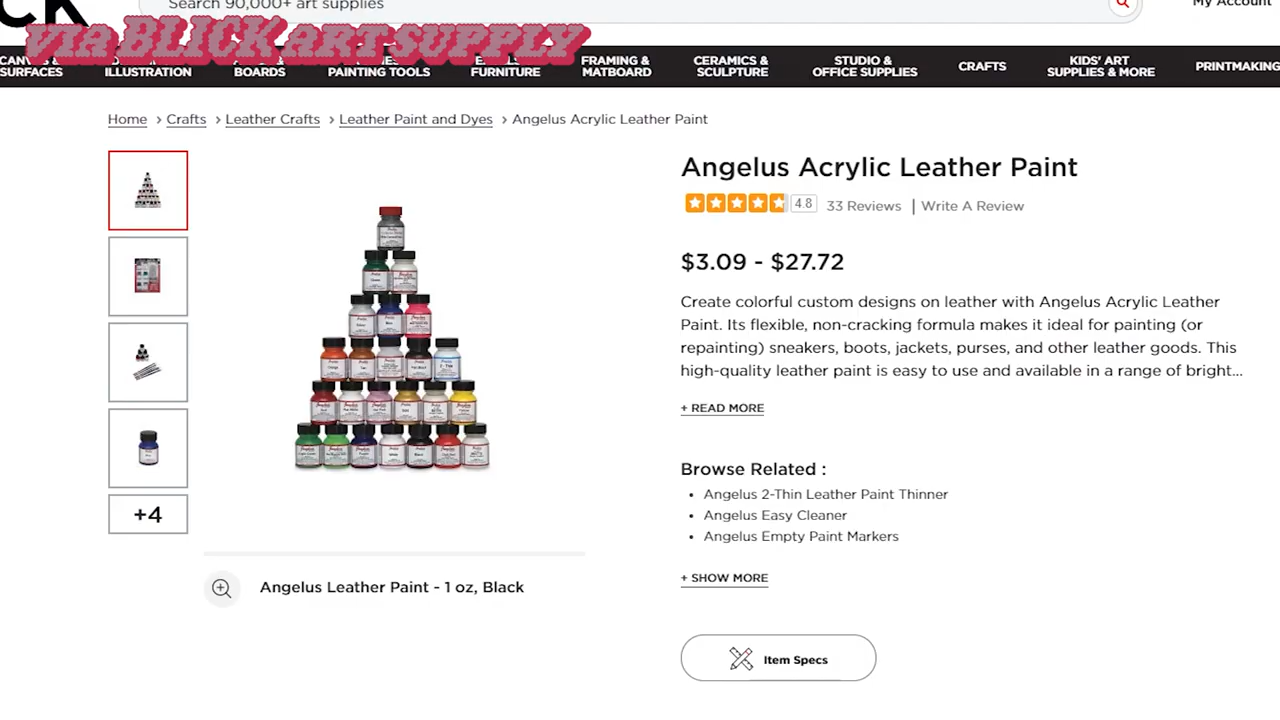 CK
Search 90,000+ art supplies
My Account
VIA BLICK ART SUPPLY
SURFACES
ILLUSTRATION
BOARDS
PAINTING TOOLS
FURNITURE
FRAMING &
MATBOARD
CERAMICS &
SCULPTURE
STUDIO &
OFFICE SUPPLIES
CRAFTS
KIDS' ART
SUPPLIES & MORE
PRINTMAKING
Home > Crafts > Leather Crafts > Leather Paint and Dyes > Angelus Acrylic Leather Paint
Angelus Acrylic Leather Paint
4.8 33 Reviews | Write A Review
$3.09 - $27.72
Create colorful custom designs on leather with Angelus Acrylic Leather
Paint. Its flexible, non-cracking formula makes it ideal for painting (or
repainting) sneakers, boots, jackets, purses, and other leather goods. This
high-quality leather paint is easy to use and available in a range of bright...
+ READ MORE
Browse Related :
• Angelus 2-Thin Leather Paint Thinner
• Angelus Easy Cleaner
• Angelus Empty Paint Markers
+ SHOW MORE
Item Specs
+4
Angelus Leather Paint - 1 oz, Black